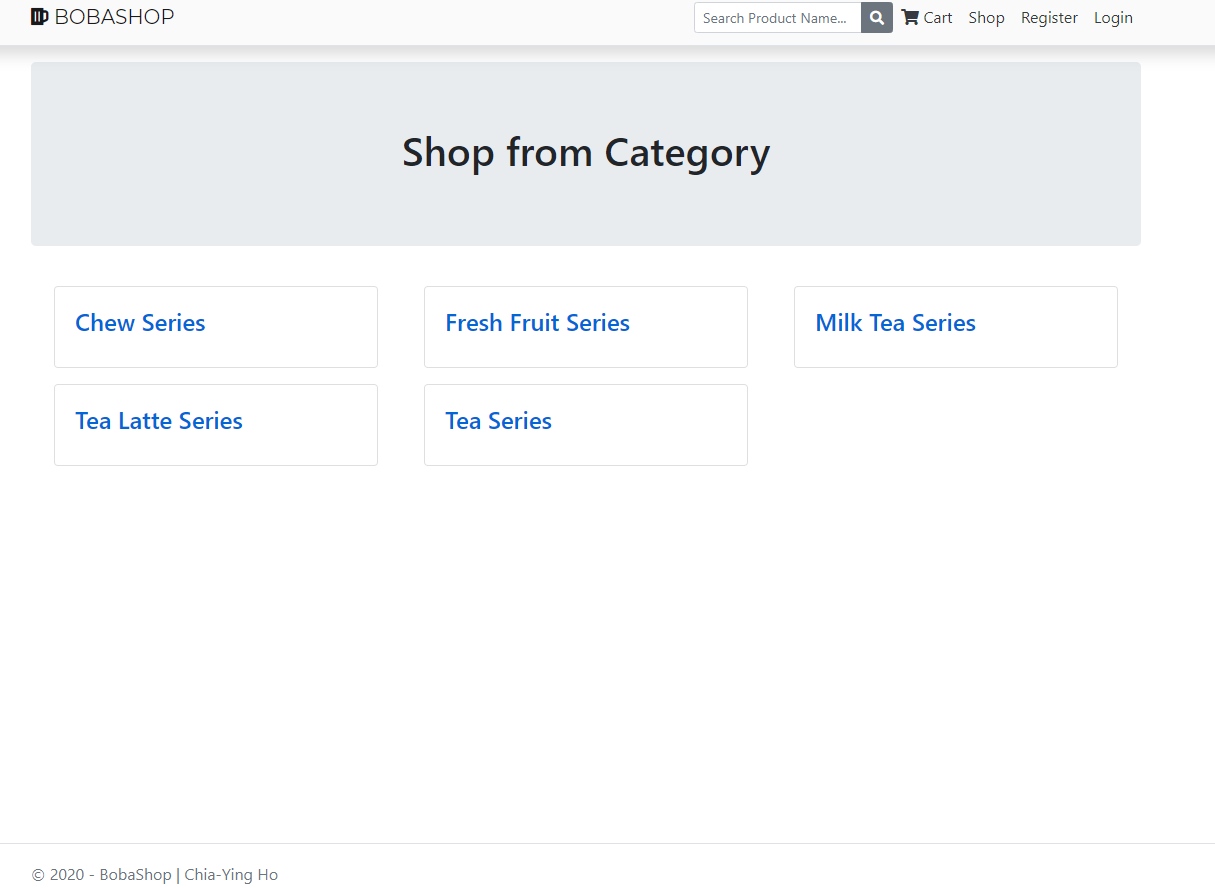 BOBASHOP
Search Product Name...
Cart
Shop
Register
Login
Shop from Category
Chew Series
Fresh Fruit Series
Milk Tea Series
Tea Latte Series
Tea Series
© 2020 - BobaShop | Chia-Ying Ho